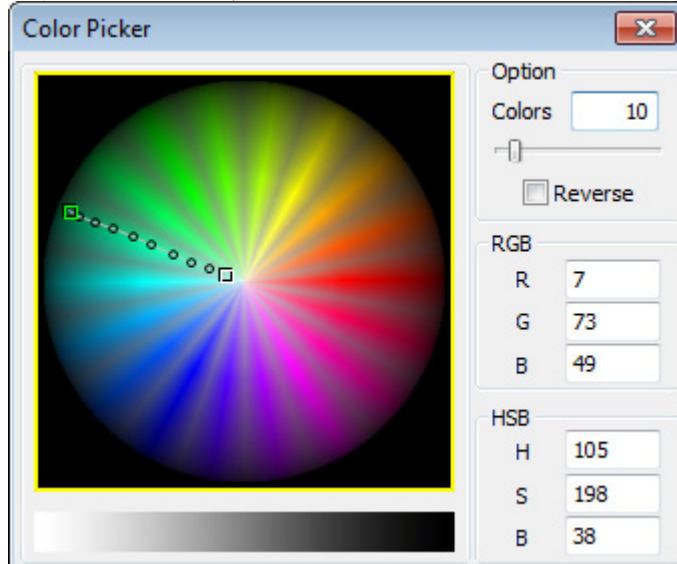 Color Picker
Option
Colors 10
Reverse
RGB
R 7
G 73
B 49
HSB
H 105
S 198
B 38